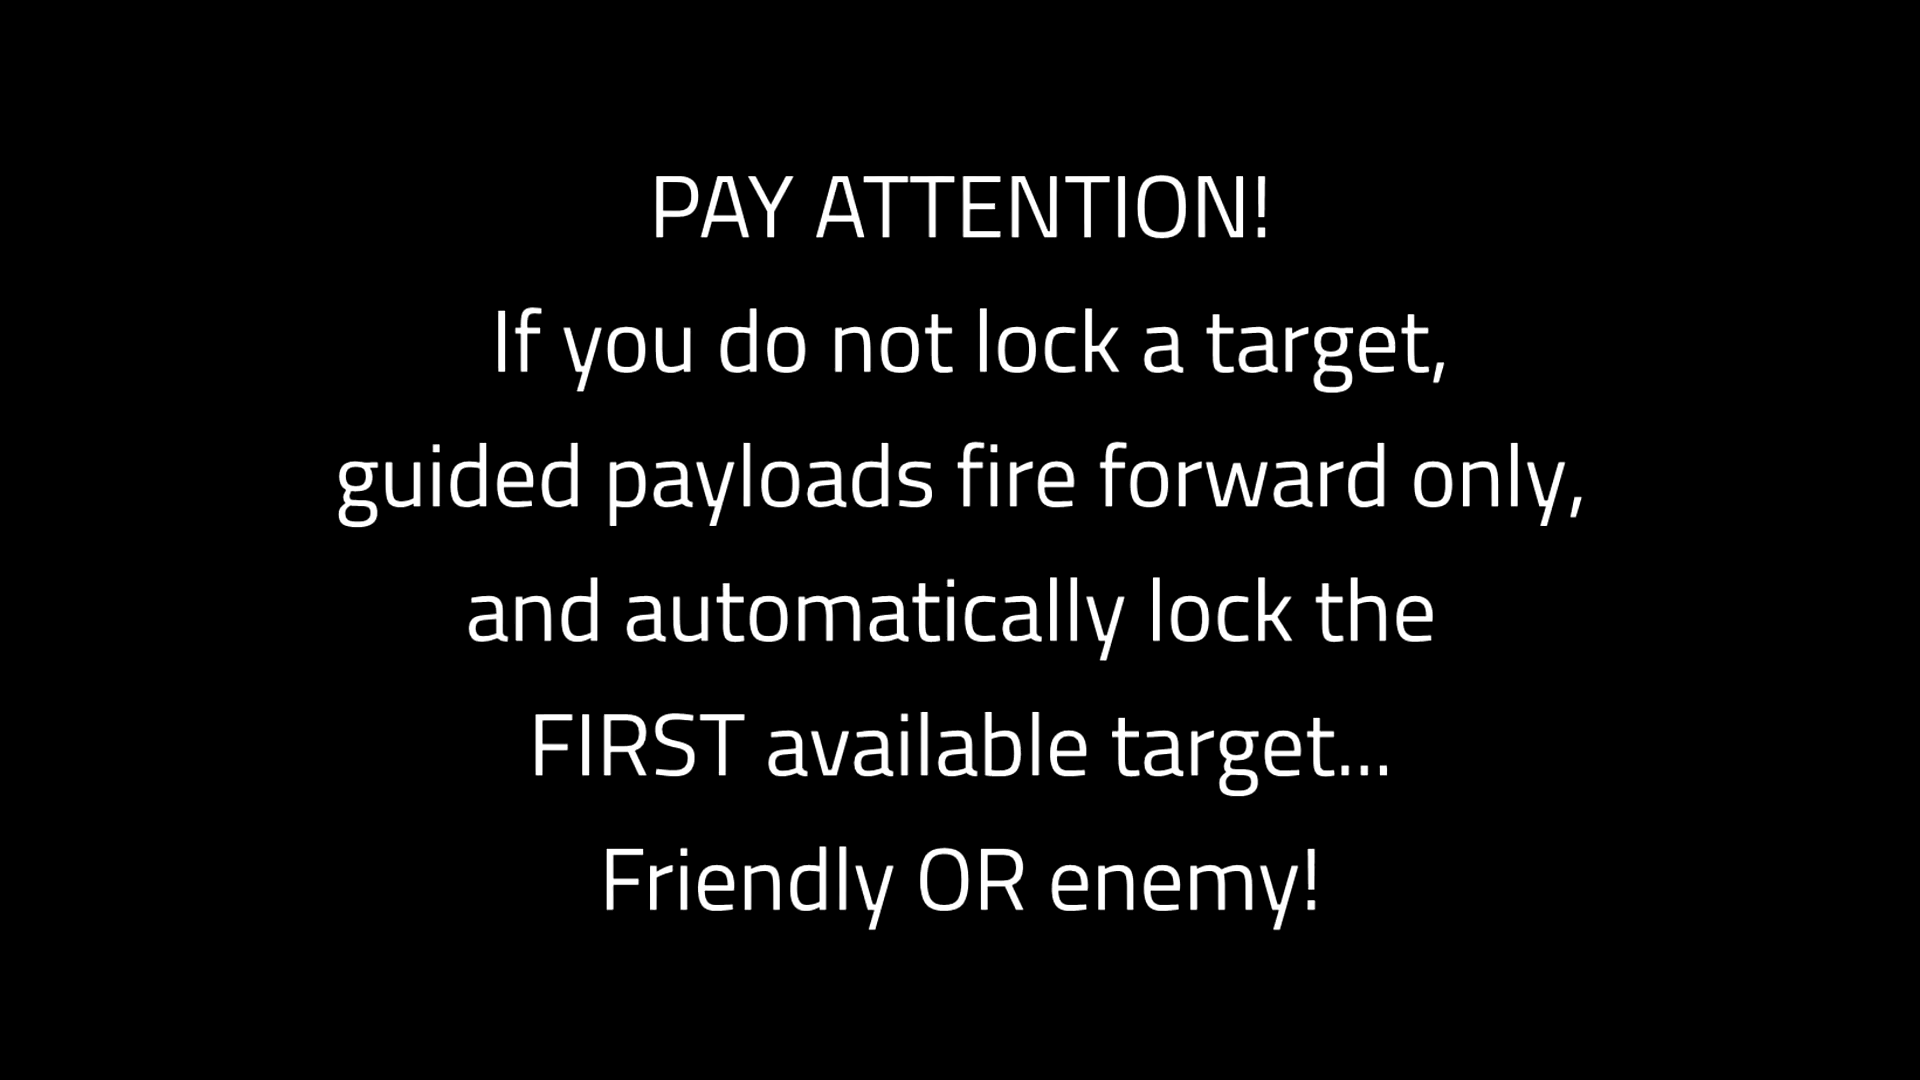 PAY ATTENTION!
If you do not lock a target,
guided payloads fire forward only,
and automatically lock the
FIRST available target...
Friendly OR enemy!